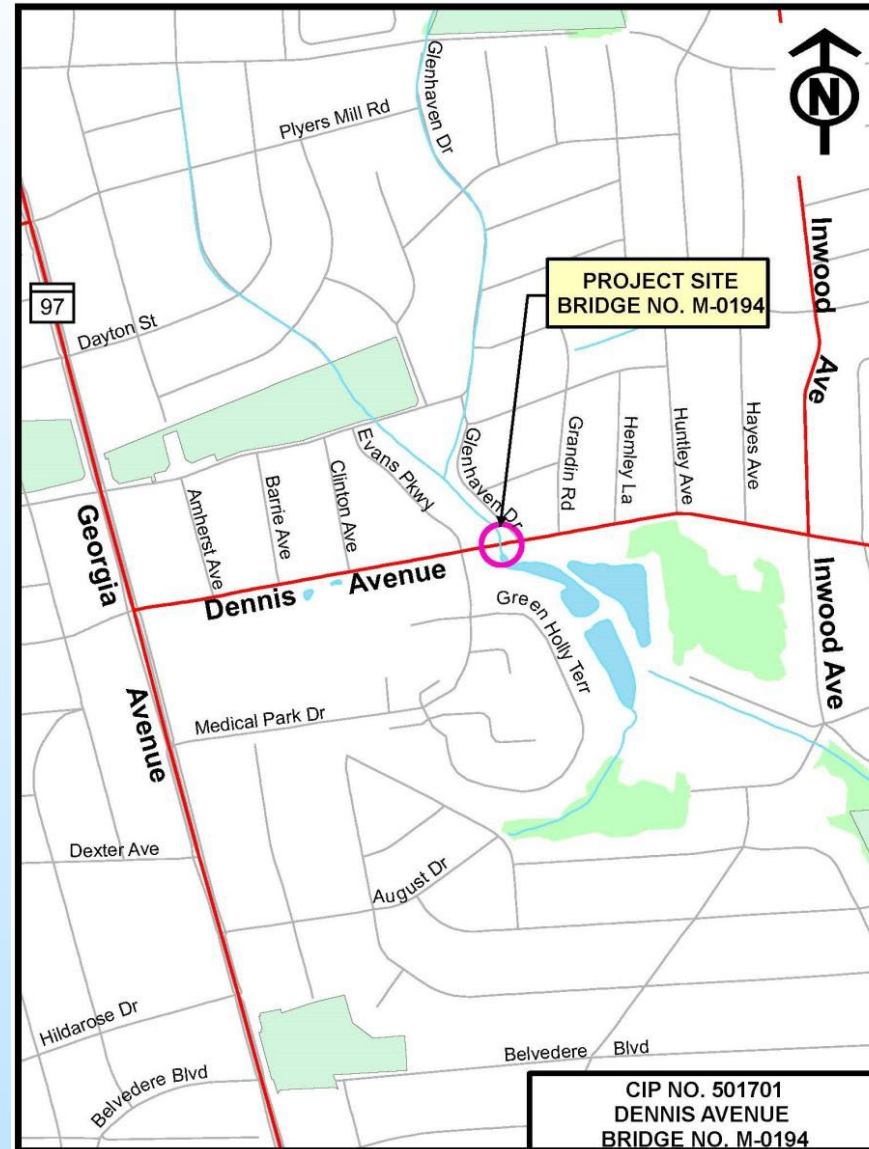 Glenhaven Dr
Plyers Mill Rd
N
Inwood Ave
PROJECT SITE
BRIDGE NO. M-0194
97
Dayton St
Glenhaven Dr
Evans Pkwy
Grandin Rd
Hemley La
Huntley Ave
Hayes Ave
Amherst Ave
Barrie Ave
Clinton Ave
Georgia Avenue
Dennis Avenue
Green Holly Terr
Inwood Ave
Medical Park Dr
Dexter Ave
August Dr
Hildarose Dr
Belvedere Blvd
Belvedere Blvd
CIP NO. 501701
DENNIS AVENUE
BRIDGE NO. M-0194